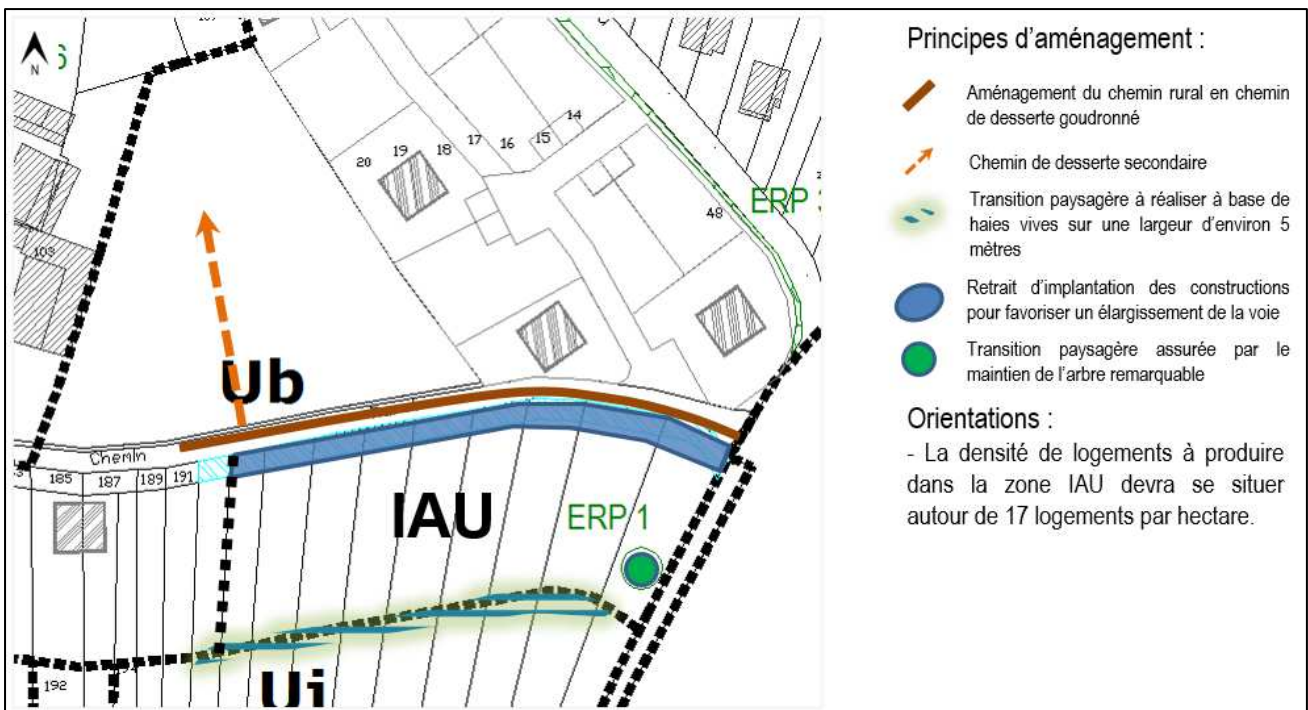 N
6
20
19
18
17
16
15
14
48
ERP 3
103
Ub
Chemin
185
187
189
191
IAU
ERP 1
192
Ui
Principes d’aménagement :
Aménagement du chemin rural en chemin
de desserte goudronné
Chemin de desserte secondaire
Transition paysagère à réaliser à base de
haies vives sur une largeur d’environ 5
mètres
Retrait d’implantation des constructions
pour favoriser un élargissement de la voie
Transition paysagère assurée par le
maintien de l’arbre remarquable
Orientations :
- La densité de logements à produire
dans la zone IAU devra se situer
autour de 17 logements par hectare.